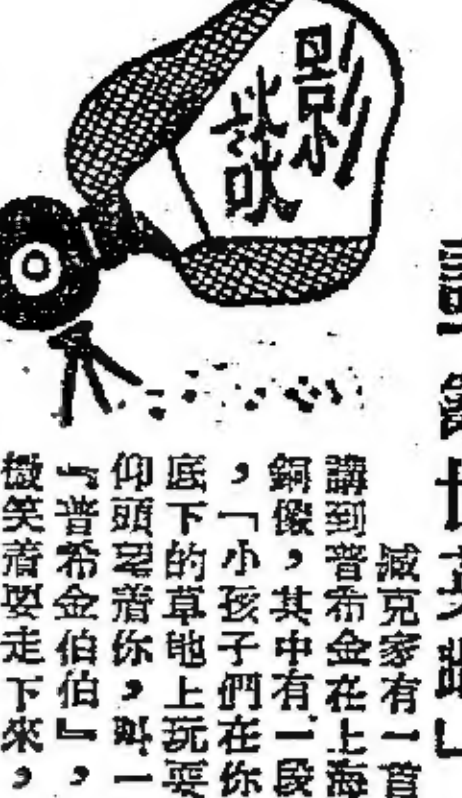 影談
臧克家有一首
講到普希金在上海
銅像，其中有一段
，「小孩子們在你
底下的草地上玩耍
仰頭望着你，叫一
『普希金伯伯』，
微笑着要走下來，